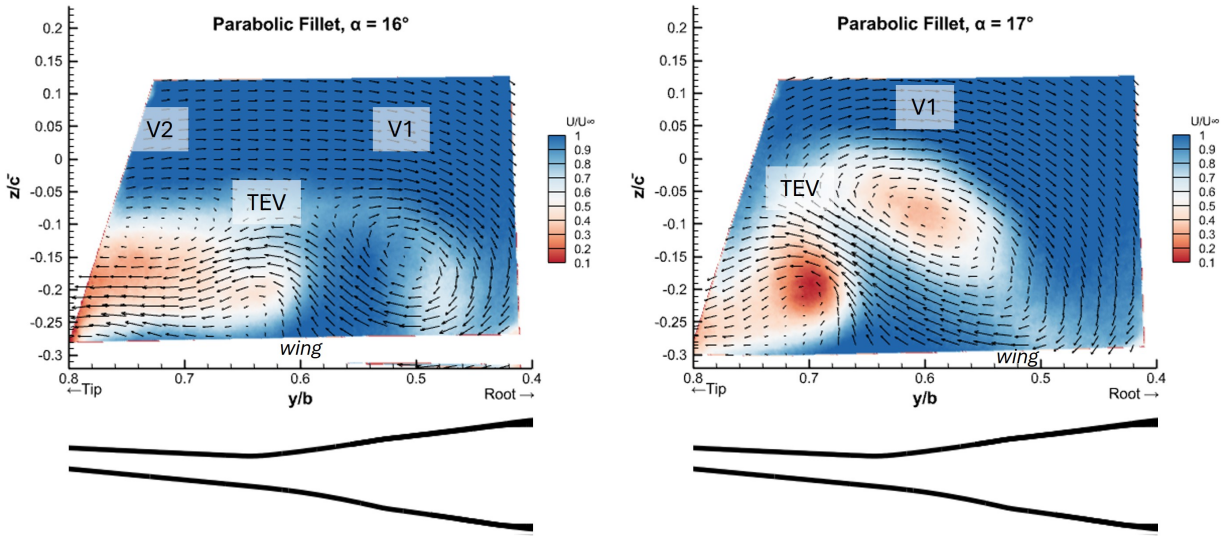 Parabolic Fillet, α = 16°
0.2
0.15
0.1
0.05
0
-0.05
-0.1
-0.15
-0.2
-0.25
-0.3
z/c̄
V2
V1
TEV
wing
U/U∞
1
0.9
0.8
0.7
0.6
0.5
0.4
0.3
0.2
0.1
0.8
0.7
0.6
0.5
0.4
←Tip
y/b
Root →
Parabolic Fillet, α = 17°
0.2
0.15
0.1
0.05
0
-0.05
-0.1
-0.15
-0.2
-0.25
-0.3
z/c̄
V1
TEV
wing
U/U∞
1
0.9
0.8
0.7
0.6
0.5
0.4
0.3
0.2
0.1
0.8
0.7
0.6
0.5
0.4
←Tip
y/b
Root →